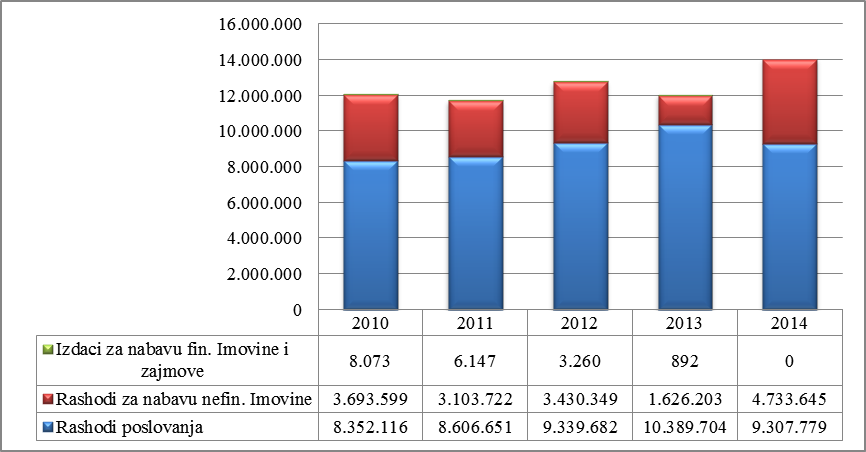 16.000.000
14.000.000
12.000.000
10.000.000
8.000.000
6.000.000
4.000.000
2.000.000
0
2010 2011 2012 2013 2014
Izdaci za nabavu fin. Imovine i
zajmove 8.073 6.147 3.260 892 0
Rashodi za nabavu nefin. Imovine 3.693.599 3.103.722 3.430.349 1.626.203 4.733.645
Rashodi poslovanja 8.352.116 8.606.651 9.339.682 10.389.704 9.307.779